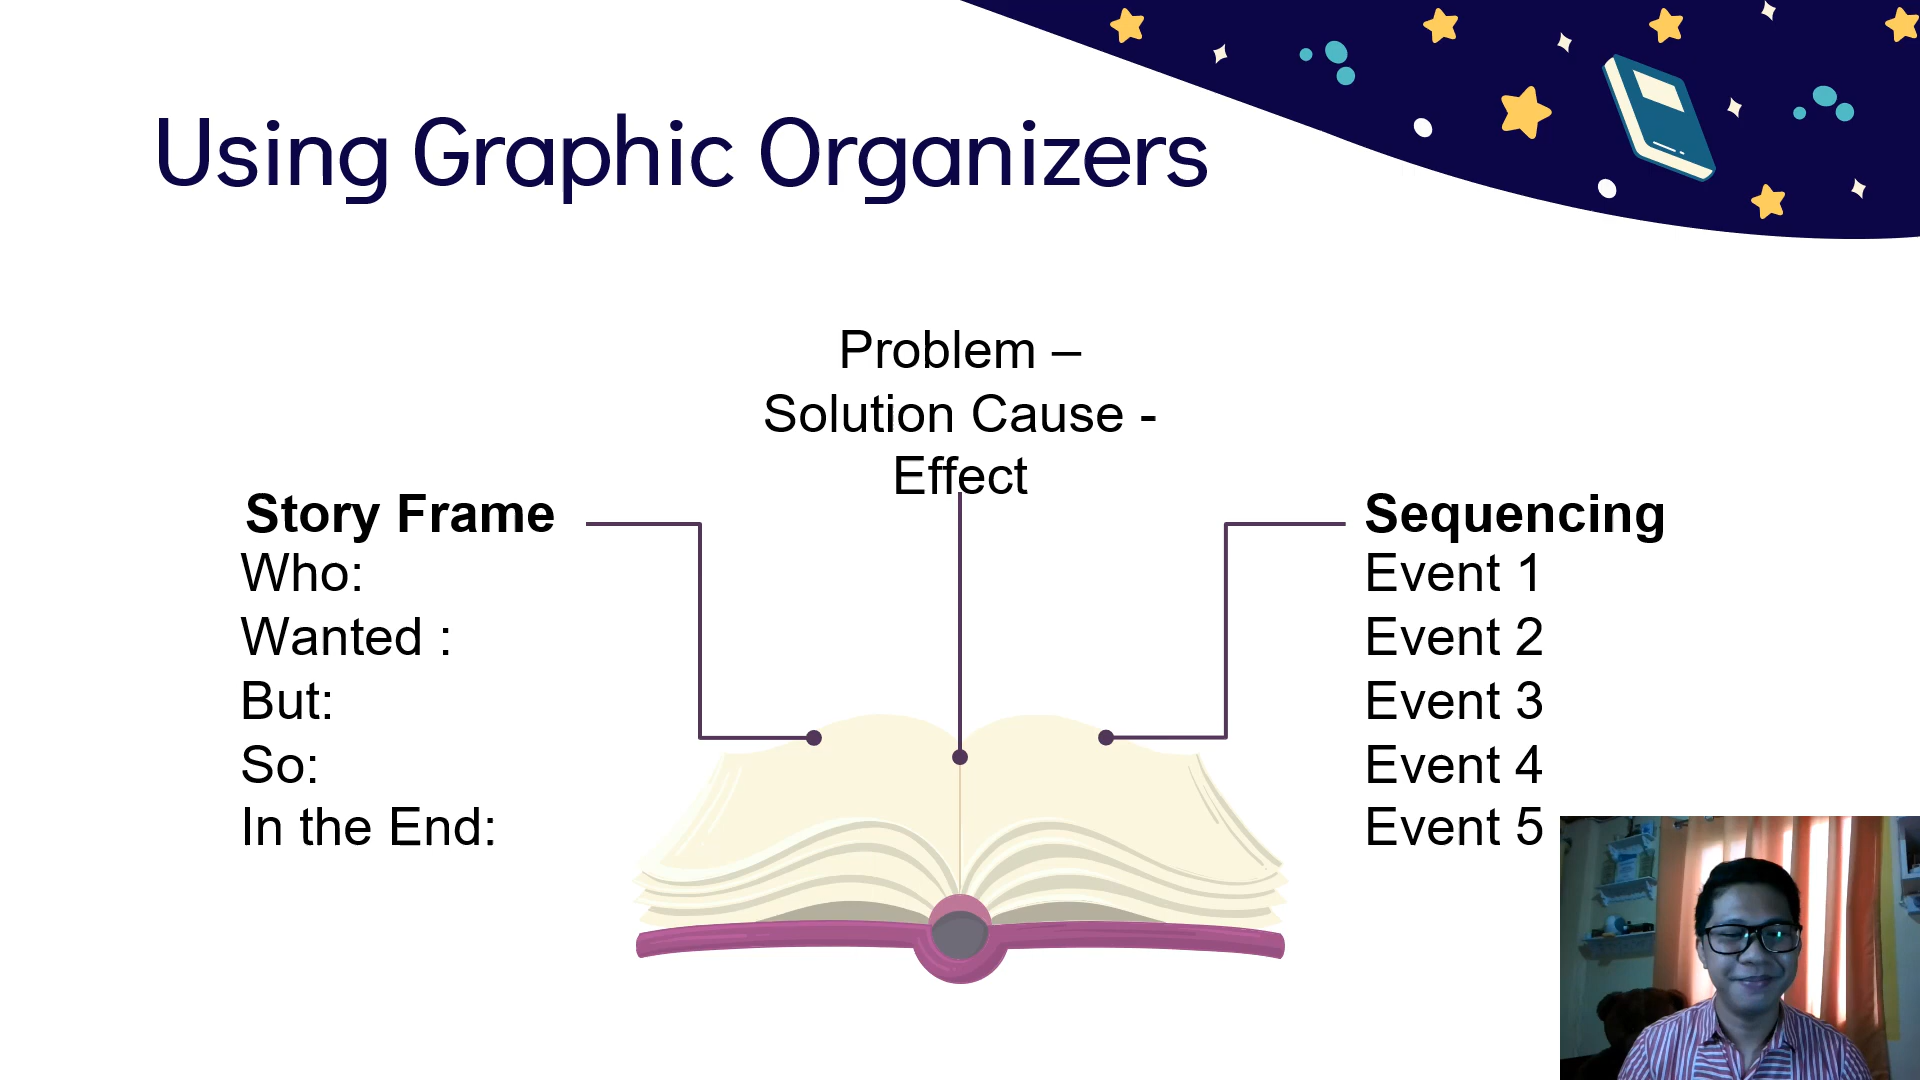 Using Graphic Organizers
Problem –
Solution Cause -
Effect
Story Frame
Who:
Wanted :
But:
So:
In the End:
Sequencing
Event 1
Event 2
Event 3
Event 4
Event 5